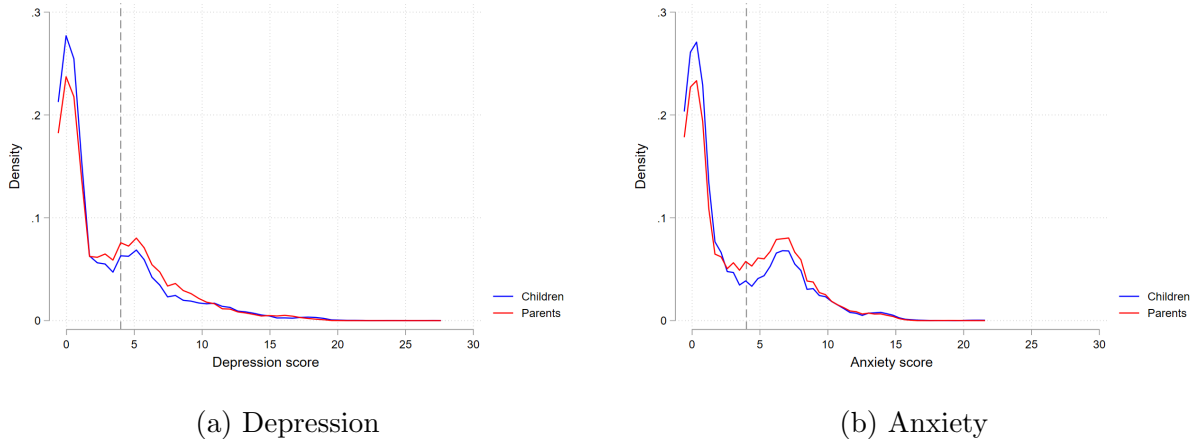 .3
.2
.1
0
Density
0 5 10 15 20 25 30
Depression score
Children
Parents
(a) Depression
.3
.2
.1
0
Density
0 5 10 15 20 25 30
Anxiety score
Children
Parents
(b) Anxiety